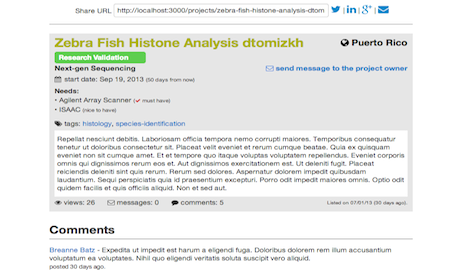 Share URL http://localhost:3000/projects/zebra-fish-histone-analysis-dtom
Zebra Fish Histone Analysis dtomizkh Puerto Rico
Research Validation
Next-gen Sequencing send message to the project owner
start date: Sep 19, 2013 (50 days from now)
Needs:
• Agilent Array Scanner (✓ must have)
• ISAAC (nice to have)
tags: histology, species-identification
Repellat nesciunt debitis. Laboriosam officia tempora nemo corrupti maiores. Temporibus consequatur
tenetur ut doloribus consectetur sit. Placeat velit eveniet et rerum cumque beatae. Quia ex quisquam
eveniet non sit cumque amet. Et et tempore quo itaque voluptas voluptatem repellendus. Eveniet corporis
omnis qui dignissimos rerum eos et. Aut dignissimos exercitationem est. Ut deleniti fugit. Placeat
reiciendis deleniti sint quis rerum. Rerum sed dolores. Aspernatur dolorem impedit quibusdam
laudantium. Sequi perspiciatis quia id praesentium excepturi. Porro odit impedit maiores omnis. Optio odit
quidem facilis et quis officiis aliquid. Non et sed aut.
views: 26 messages: 0 comments: 5 Listed on 07/01/13 (30 days ago).
Comments
Breanne Batz - Expedita ut impedit est harum a eligendi fuga. Doloribus dolorem rem illum accusantium
voluptatum ea voluptates. Nihil quo eligendi veritatis soluta suscipit vero aliquid.
posted 30 days ago.